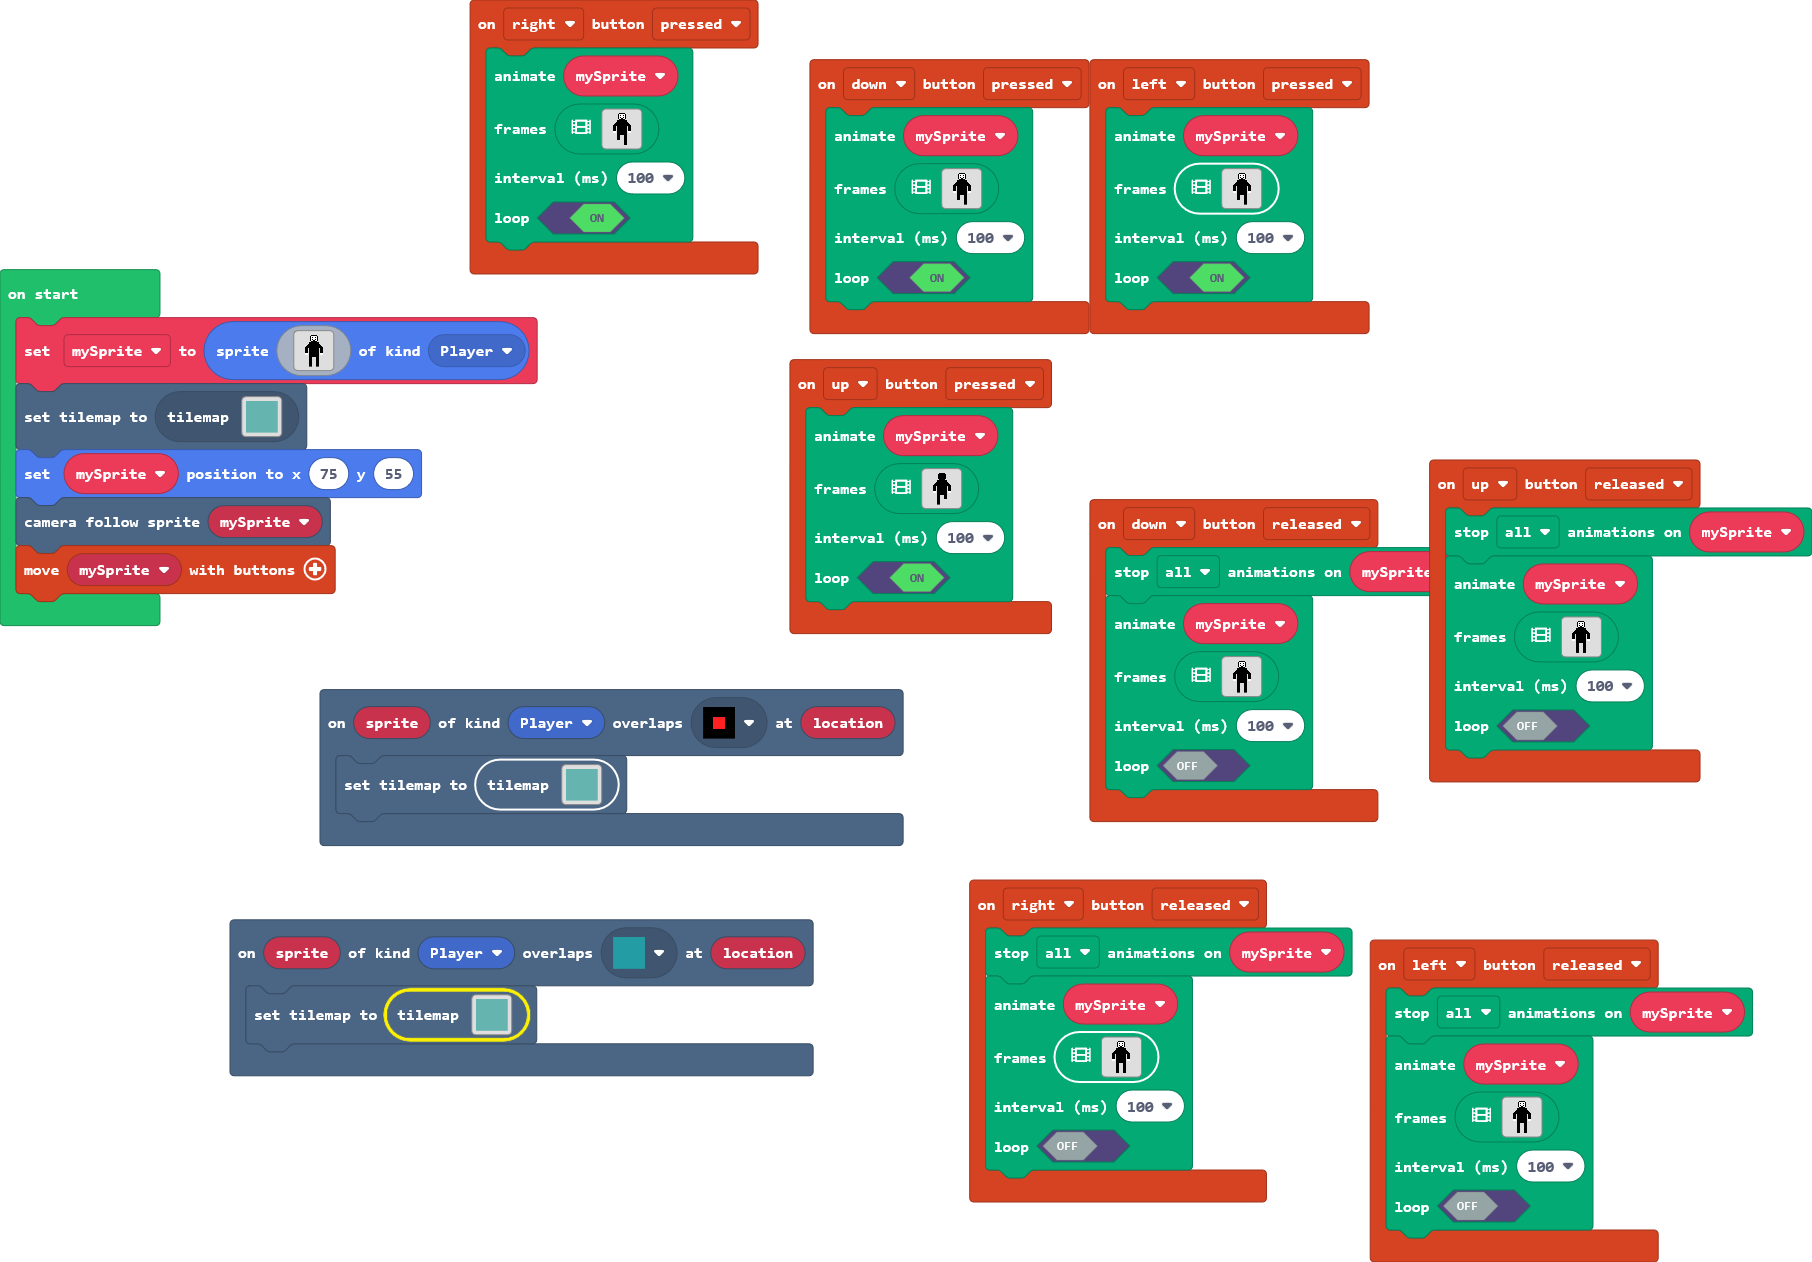 on right button pressed
animate mySprite
frames
interval (ms) 100
loop ON
on down button pressed
animate mySprite
frames
interval (ms) 100
loop ON
on left button pressed
animate mySprite
frames
interval (ms) 100
loop ON
on start
set mySprite to sprite of kind Player
set tilemap to tilemap
set mySprite position to x 75 y 55
camera follow sprite mySprite
move mySprite with buttons
on up button pressed
animate mySprite
frames
interval (ms) 100
loop ON
on down button released
stop all animations on mySprite
animate mySprite
frames
interval (ms) 100
loop OFF
on up button released
stop all animations on mySprite
animate mySprite
frames
interval (ms) 100
loop OFF
on sprite of kind Player overlaps at location
set tilemap to tilemap
on sprite of kind Player overlaps at location
set tilemap to tilemap
on right button released
stop all animations on mySprite
animate mySprite
frames
interval (ms) 100
loop OFF
on left button released
stop all animations on mySprite
animate mySprite
frames
interval (ms) 100
loop OFF